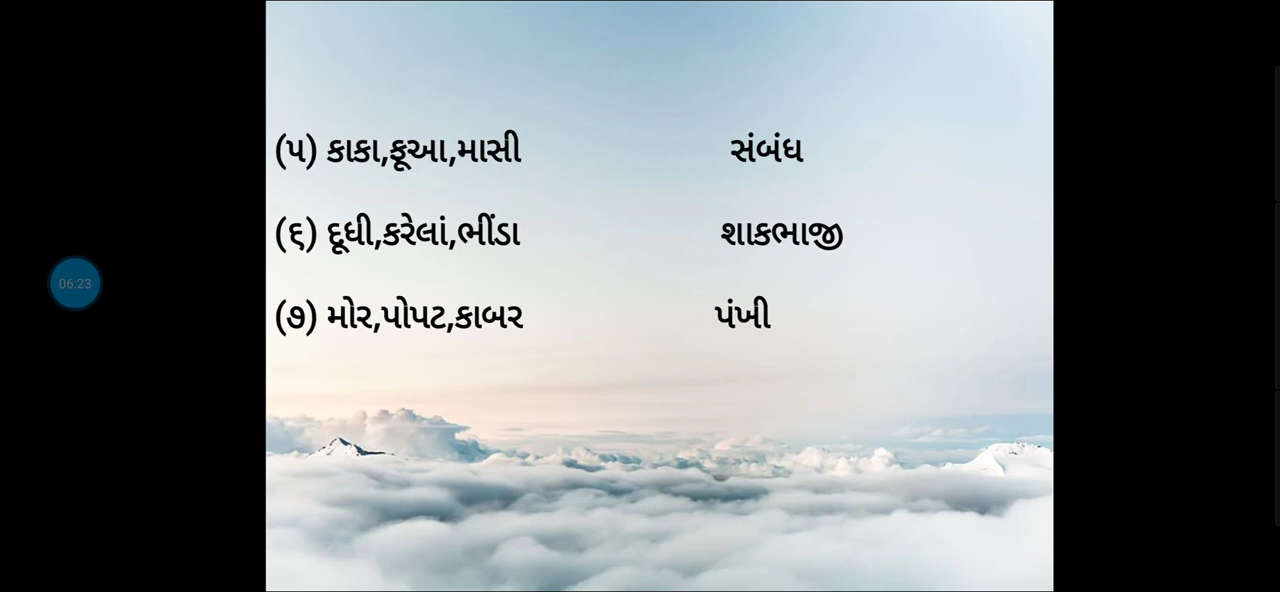 (૫) કાકા,ફૂઆ,માસી સંબંધ
(૬) દૂધી,કરેલાં,ભીંડા શાકભાજી
06:23
(૭) મોર,પોપટ,કાબર પંખી